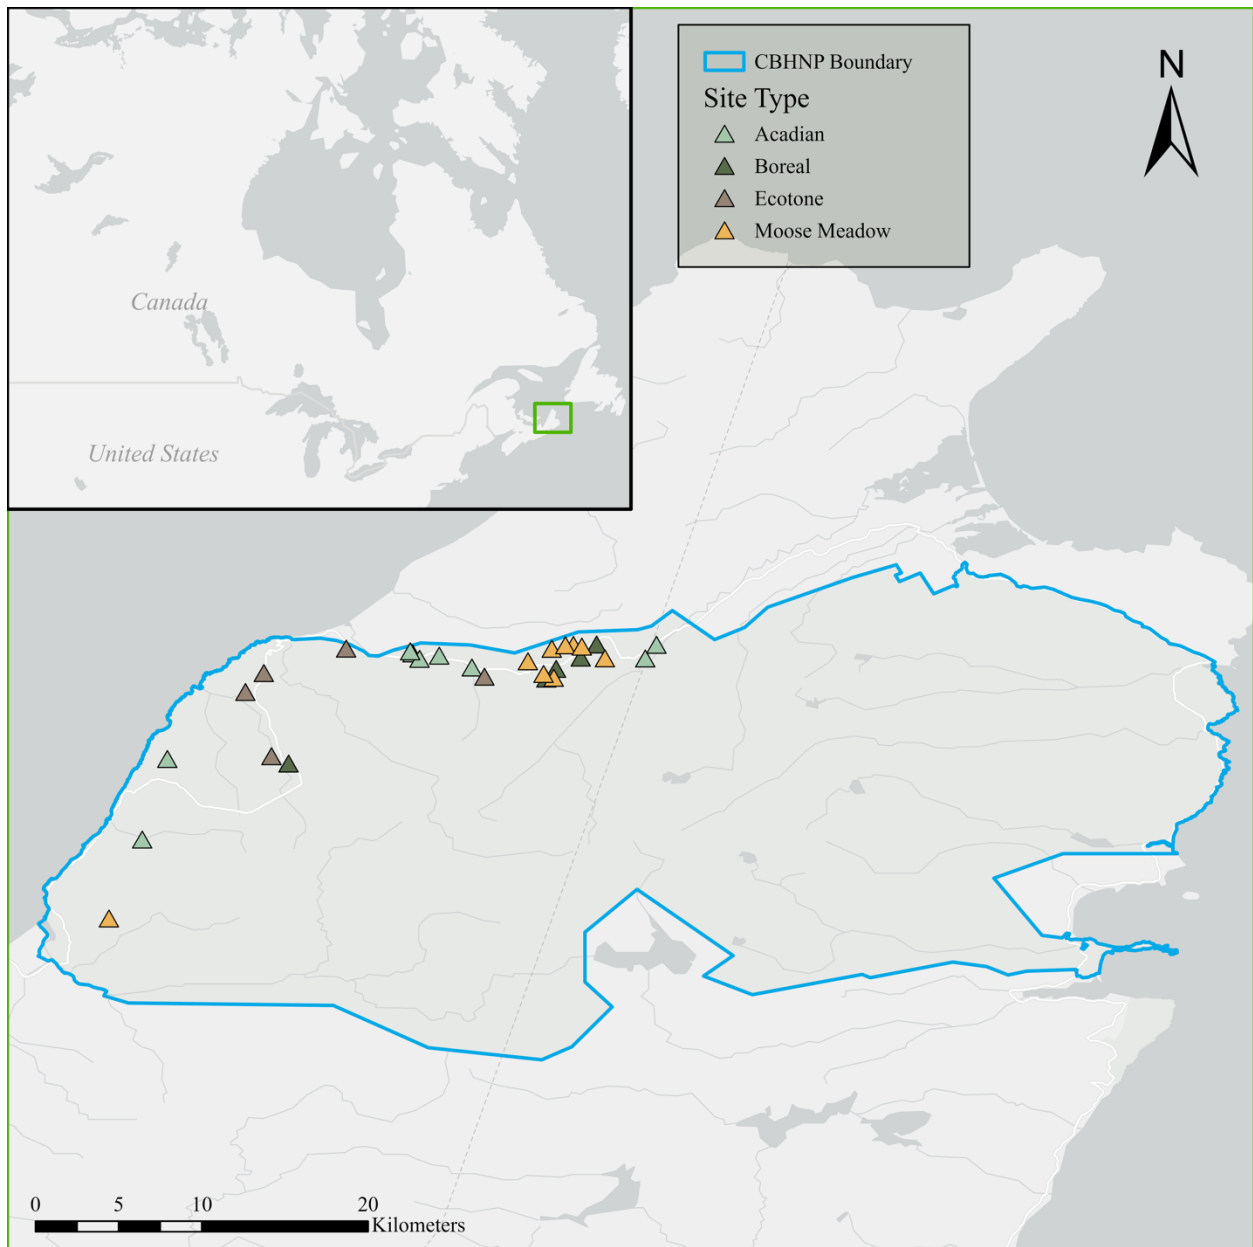 CBHNP Boundary
Site Type
Acadian
Boreal
Ecotone
Moose Meadow
N
Canada
United States
0 5 10 20
Kilometers